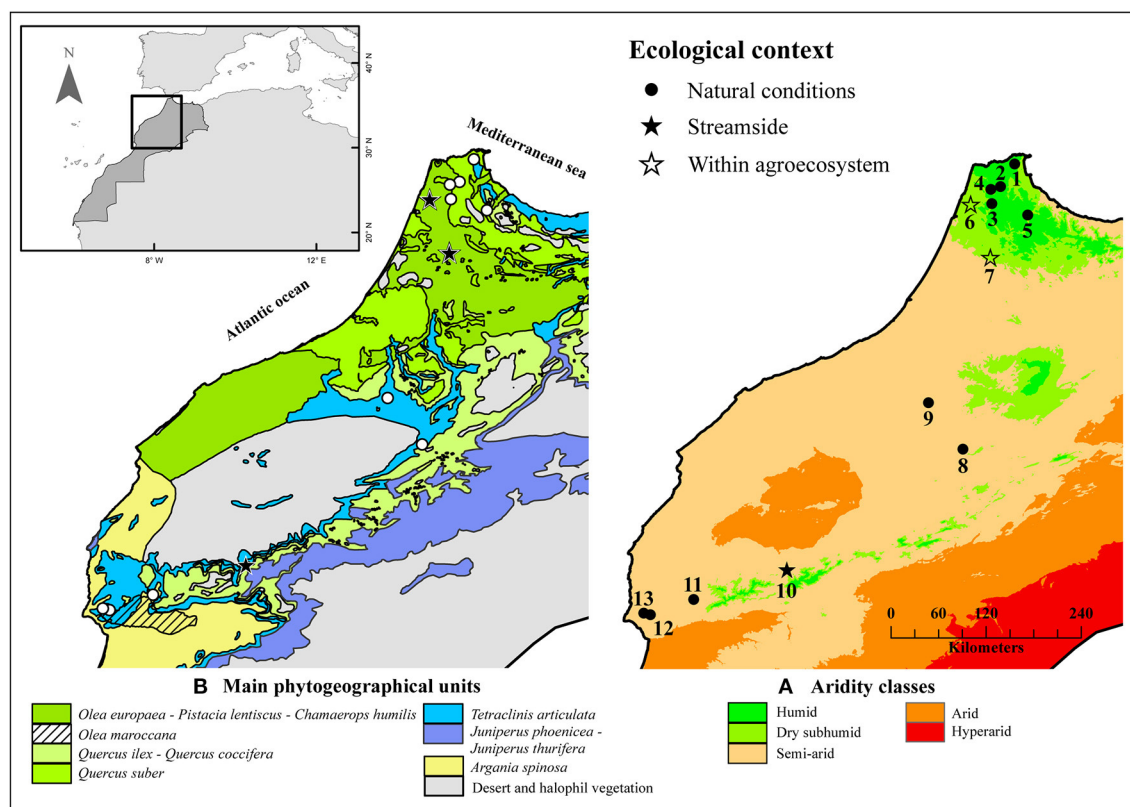 N
40°N
30°N
20°N
8°W
12°E
Mediterranean sea
Atlantic ocean
Ecological context
Natural conditions
Streamside
Within agroecosystem
1
2
4
3
6
5
7
9
8
10
11
13
12
0 60 120 240
Kilometers
B Main phytogeographical units
Olea europaea - Pistacia lentiscus - Chamaerops humilis
Olea maroccana
Quercus ilex - Quercus coccifera
Quercus suber
Tetraclinis articulata
Juniperus phoenicea -
Juniperus thurifera
Argania spinosa
Desert and halophil vegetation
A Aridity classes
Humid
Dry subhumid
Semi-arid
Arid
Hyperarid